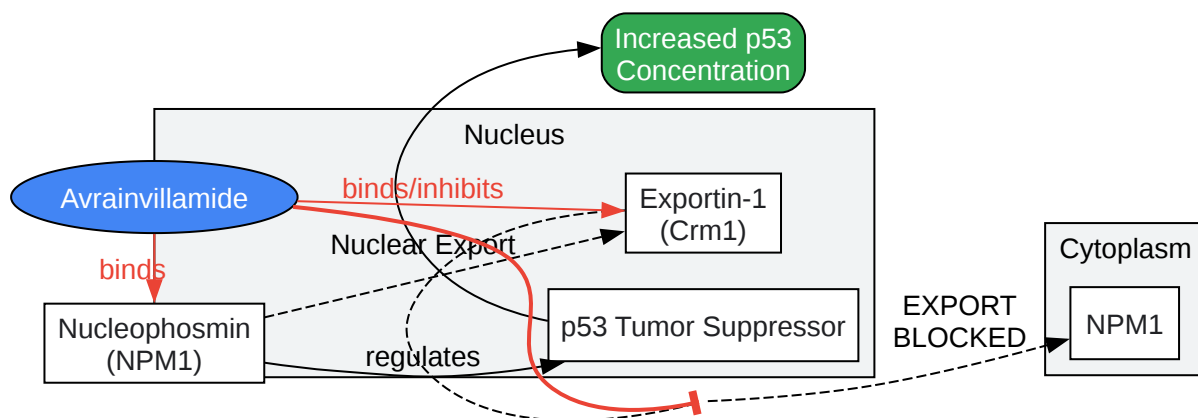 Increased p53
Concentration
Nucleus
Avrainvillamide
binds/inhibits
Exportin-1
(Crm1)
Nuclear Export
Cytoplasm
binds
Nucleophosmin
(NPM1)
regulates
p53 Tumor Suppressor
EXPORT
BLOCKED
NPM1